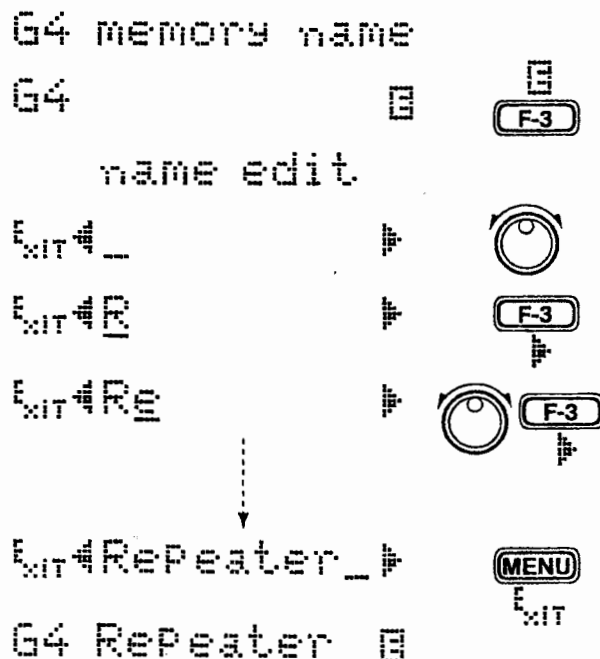 G4 memory name
E
G4 E F-3
name edit
EXIT _
EXIT R F-3
EXIT Re F-3
EXIT Repeater_ MENU
EXIT
G4 Repeater E